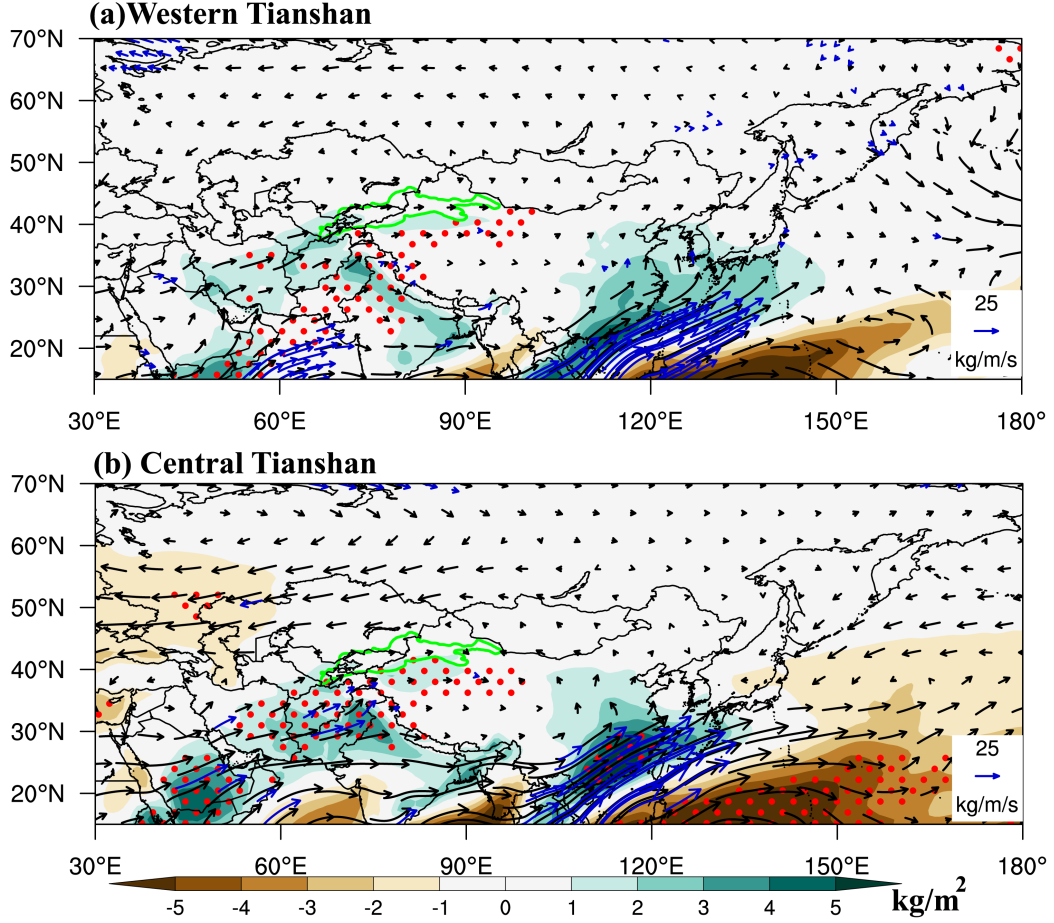 (a)Western Tianshan
70°N
60°N
50°N
40°N
30°N
20°N
25
kg/m/s
30°E 60°E 90°E 120°E 150°E 180°
(b) Central Tianshan
70°N
60°N
50°N
40°N
30°N
20°N
25
kg/m/s
30°E 60°E 90°E 120°E 150°E 180°
-5 -4 -3 -2 -1 0 1 2 3 4 5 kg/m²